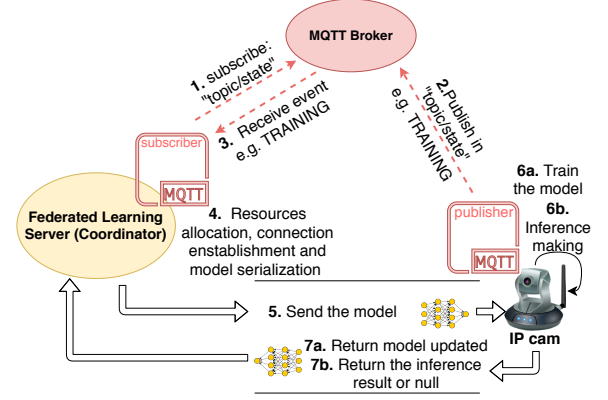 MQTT Broker
1. subscribe:
"topic/state"
3. Receive event
e.g. TRAINING
2.Publish in
"topic/state"
e.g. TRAINING
subscriber
MQTT
Federated Learning
Server (Coordinator)
4. Resources
allocation, connection
enstablishment and
model serialization
publisher
MQTT
6a. Train
the model
6b.
Inference
making
5. Send the model
IP cam
7a. Return model updated
7b. Return the inference
result or null